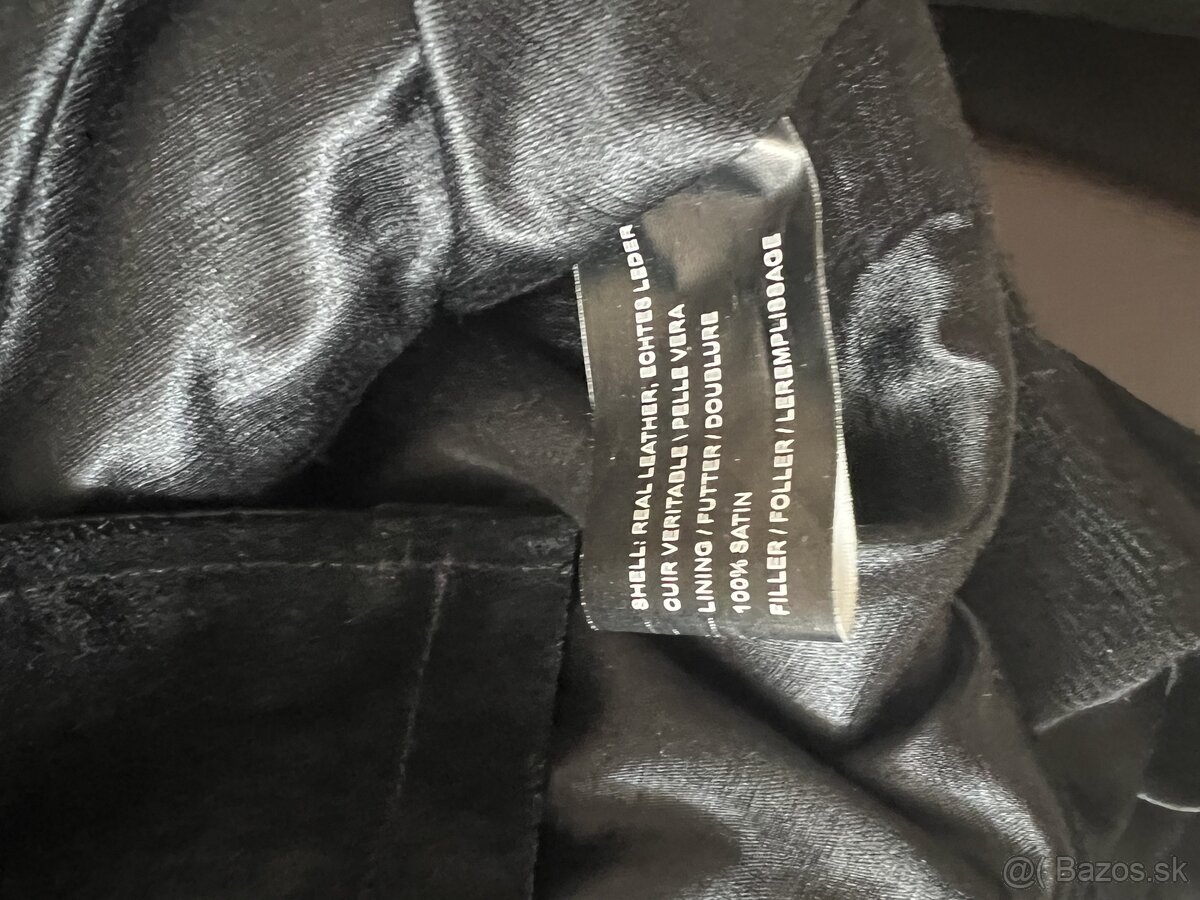 SHELL: REAL LEATHER; ECHTES LEDER
CUIR VERITABLE \ PELLE VERA
LINING / FUTTER / DOUBLURE
100% SATIN
FILLER / FOLLER / LEREMPLISSAGE
@( Bazos.sk